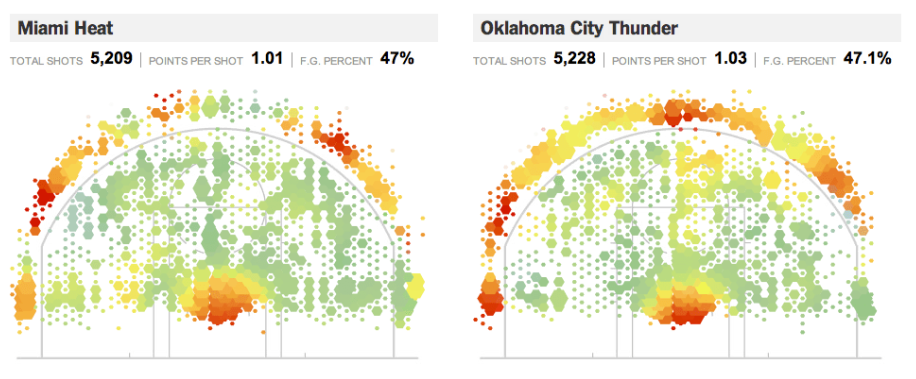 Miami Heat
TOTAL SHOTS 5,209 | POINTS PER SHOT 1.01 | F.G. PERCENT 47%
Oklahoma City Thunder
TOTAL SHOTS 5,228 | POINTS PER SHOT 1.03 | F.G. PERCENT 47.1%